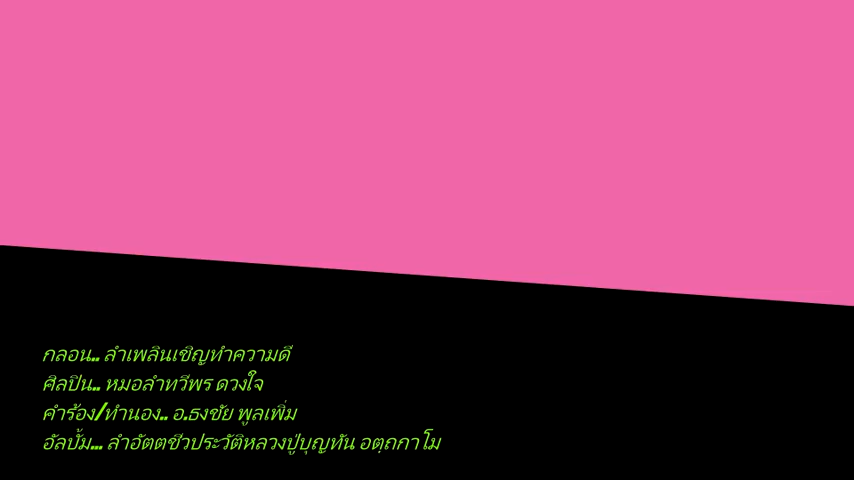 กลอน.. ลำเพลินเชิญทำความดี
ศิลปิน.. หมอลำทวีพร ดวงใจ
คำร้อง/ทำนอง.. อ.ธงชัย พูลเพิ่ม
อัลบั้ม... ลำอัตตชีวประวัติหลวงปู่บุญทัน อตฺถกาโม